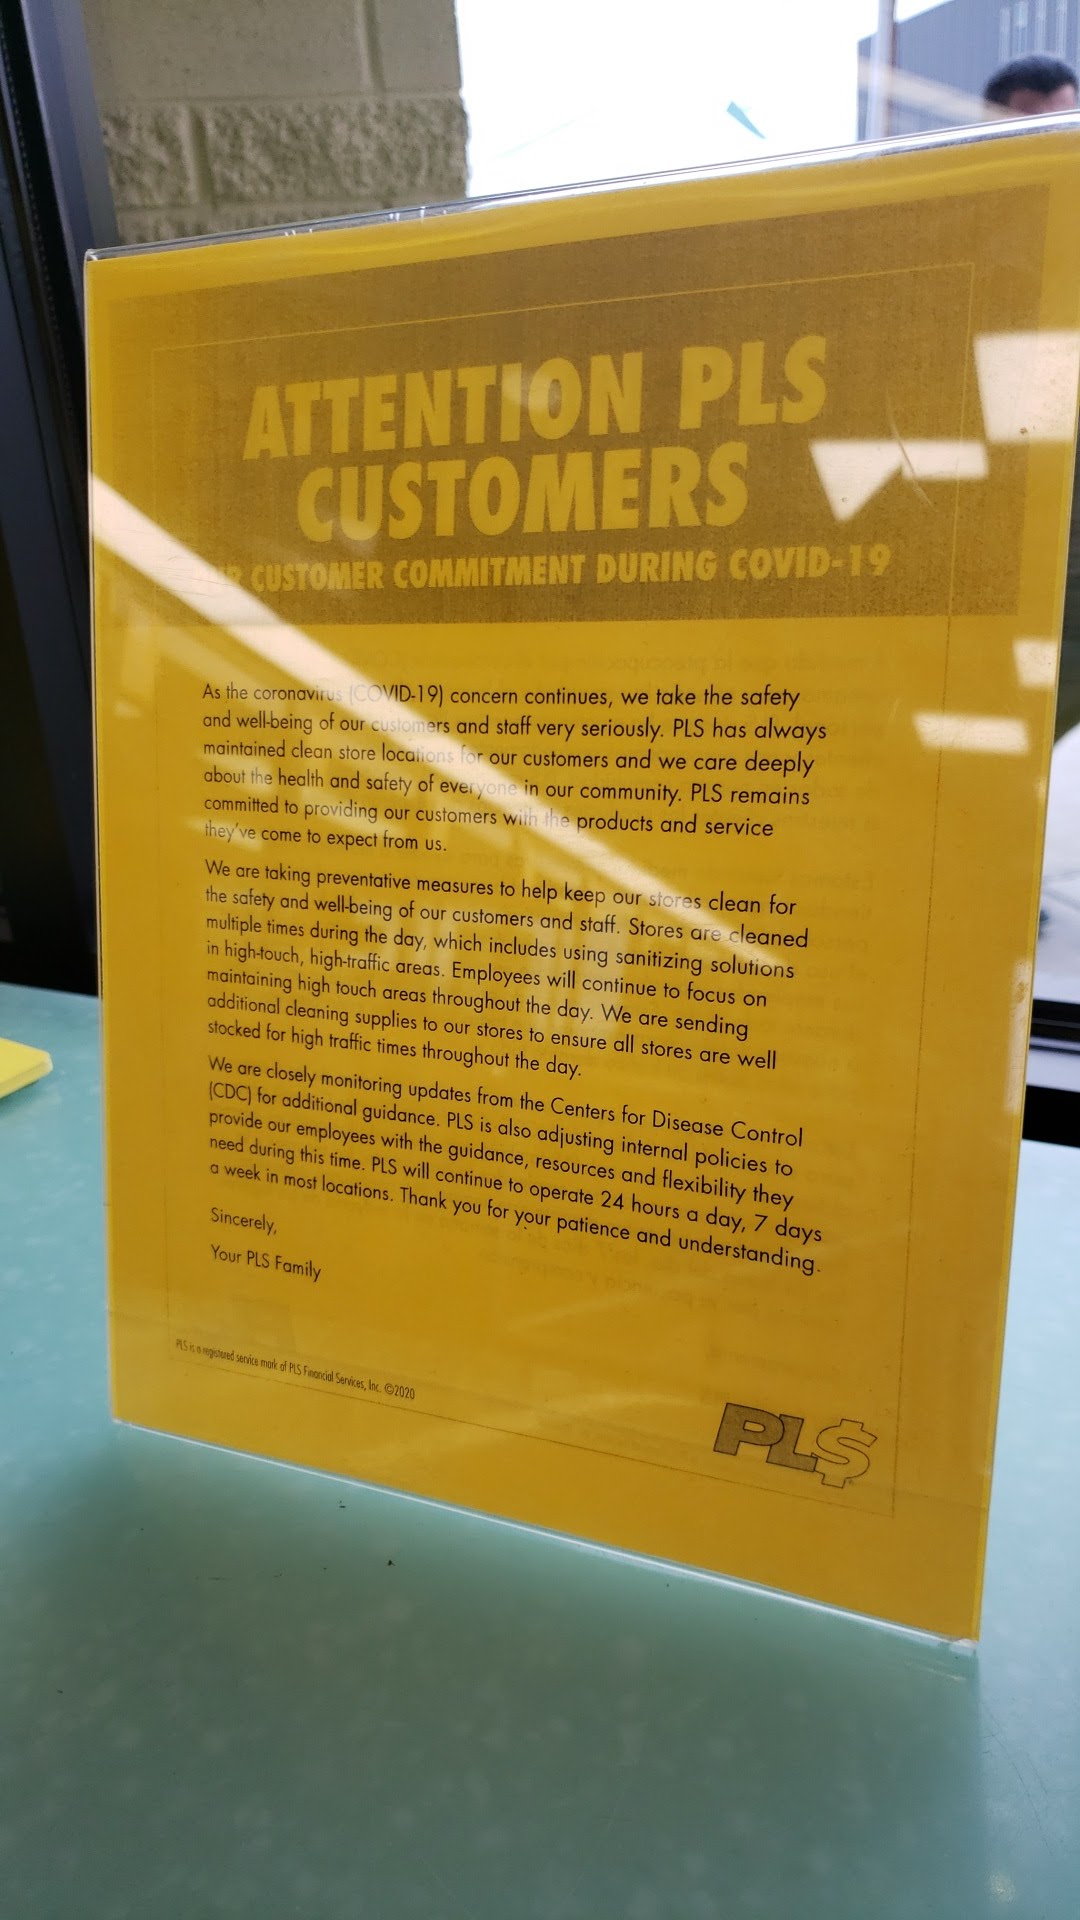 ATTENTION PLS
CUSTOMERS
CUSTOMER COMMITMENT DURING COVID-19
As the coronavirus (COVID-19) concern continues, we take the safety
and well-being of our customers and staff very seriously. PLS has always
maintained clean store locations for our customers and we care deeply
about the health and safety of everyone in our community. PLS remains
committed to providing our customers with the products and service
they've come to expect from us.
We are taking preventative measures to help keep our stores clean for
the safety and well-being of our customers and staff. Stores are cleaned
multiple times during the day, which includes using sanitizing solutions
in high-touch, high-traffic areas. Employees will continue to focus on
maintaining high touch areas throughout the day. We are sending
additional cleaning supplies to our stores to ensure all stores are well
stocked for high traffic times throughout the day.
We are closely monitoring updates from the Centers for Disease Control
(CDC) for additional guidance. PLS is also adjusting internal policies to
provide our employees with the guidance, resources and flexibility they
need during this time. PLS will continue to operate 24 hours a day, 7 days
a week in most locations. Thank you for your patience and understanding.
Sincerely,
Your PLS Family
PLS is a registered service mark of PLS Financial Services, Inc. ©2020
PL$